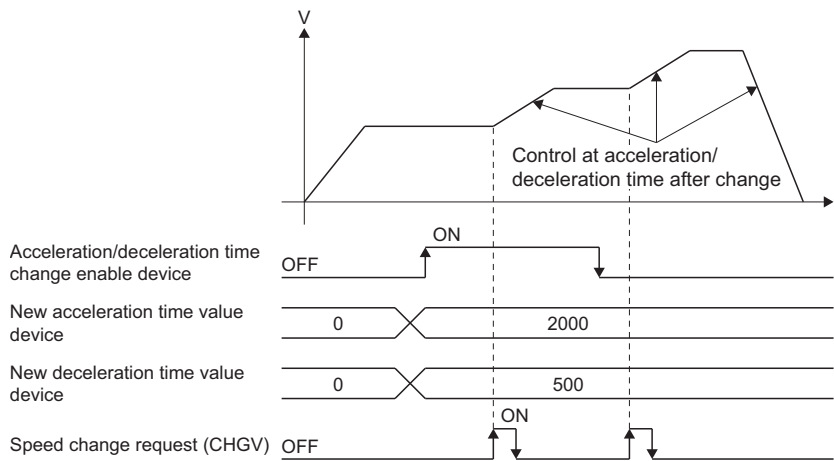 V
Control at acceleration/
deceleration time after change
ON
Acceleration/deceleration time
change enable device
OFF
New acceleration time value
device
0
2000
New deceleration time value
device
0
500
ON
Speed change request (CHGV)
OFF